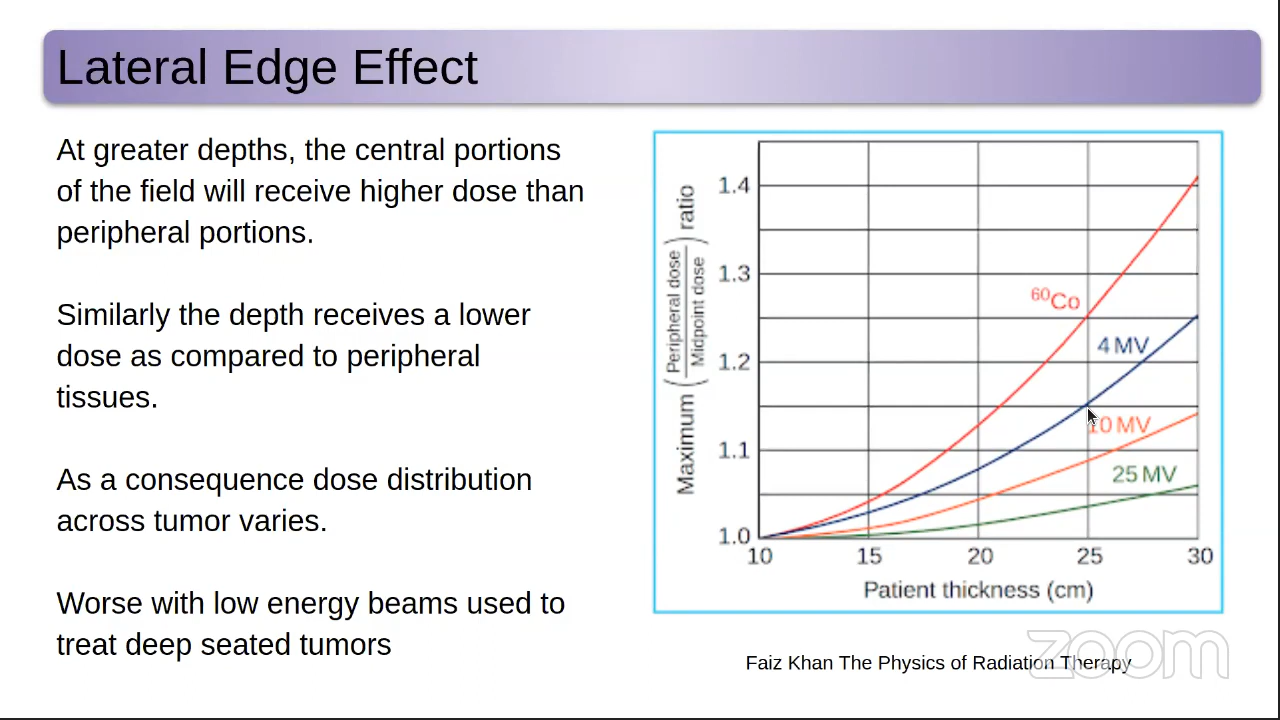 Lateral Edge Effect
At greater depths, the central portions
of the field will receive higher dose than
peripheral portions.
Similarly the depth receives a lower
dose as compared to peripheral
tissues.
As a consequence dose distribution
across tumor varies.
Worse with low energy beams used to
treat deep seated tumors
Maximum (Peripheral dose / Midpoint dose) ratio
1.4
1.3
1.2
1.1
1.0
60Co
4 MV
10 MV
25 MV
10 15 20 25 30
Patient thickness (cm)
Faiz Khan The Physics of Radiation Therapy
zoom